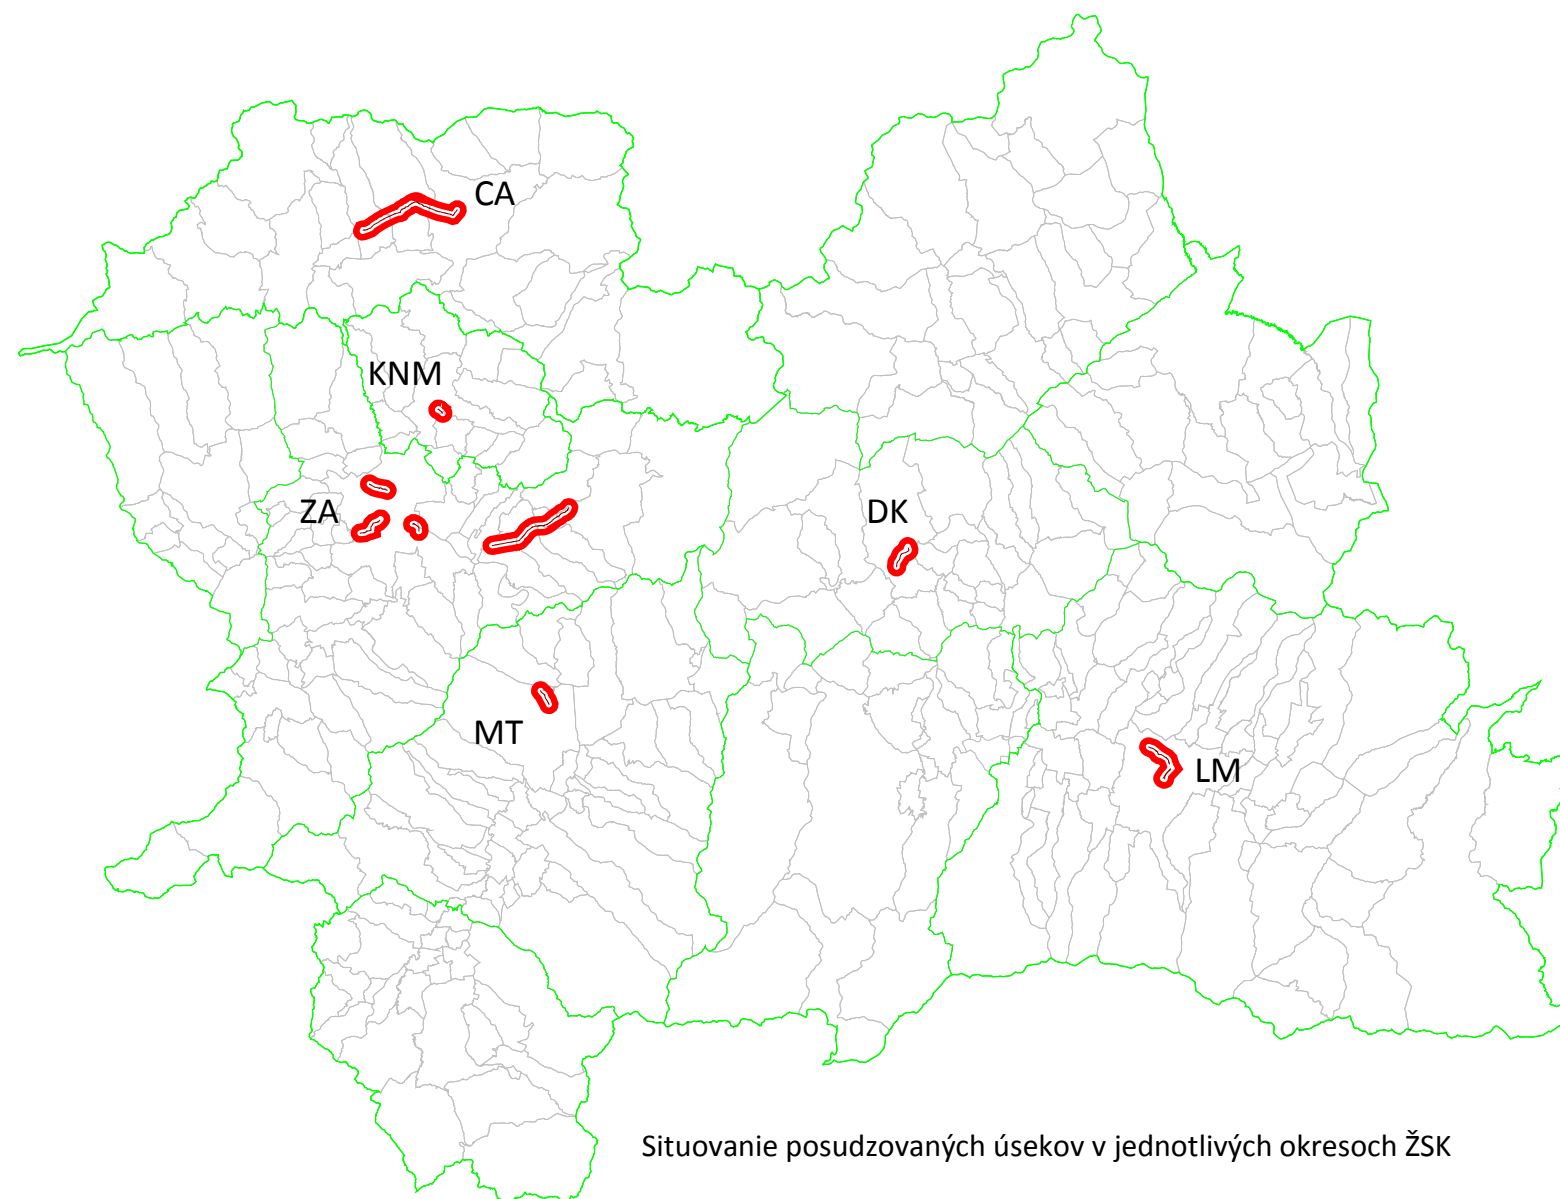 CA
KNM
ZA
DK
MT
LM
Situovanie posudzovaných úsekov v jednotlivých okresoch ŽSK